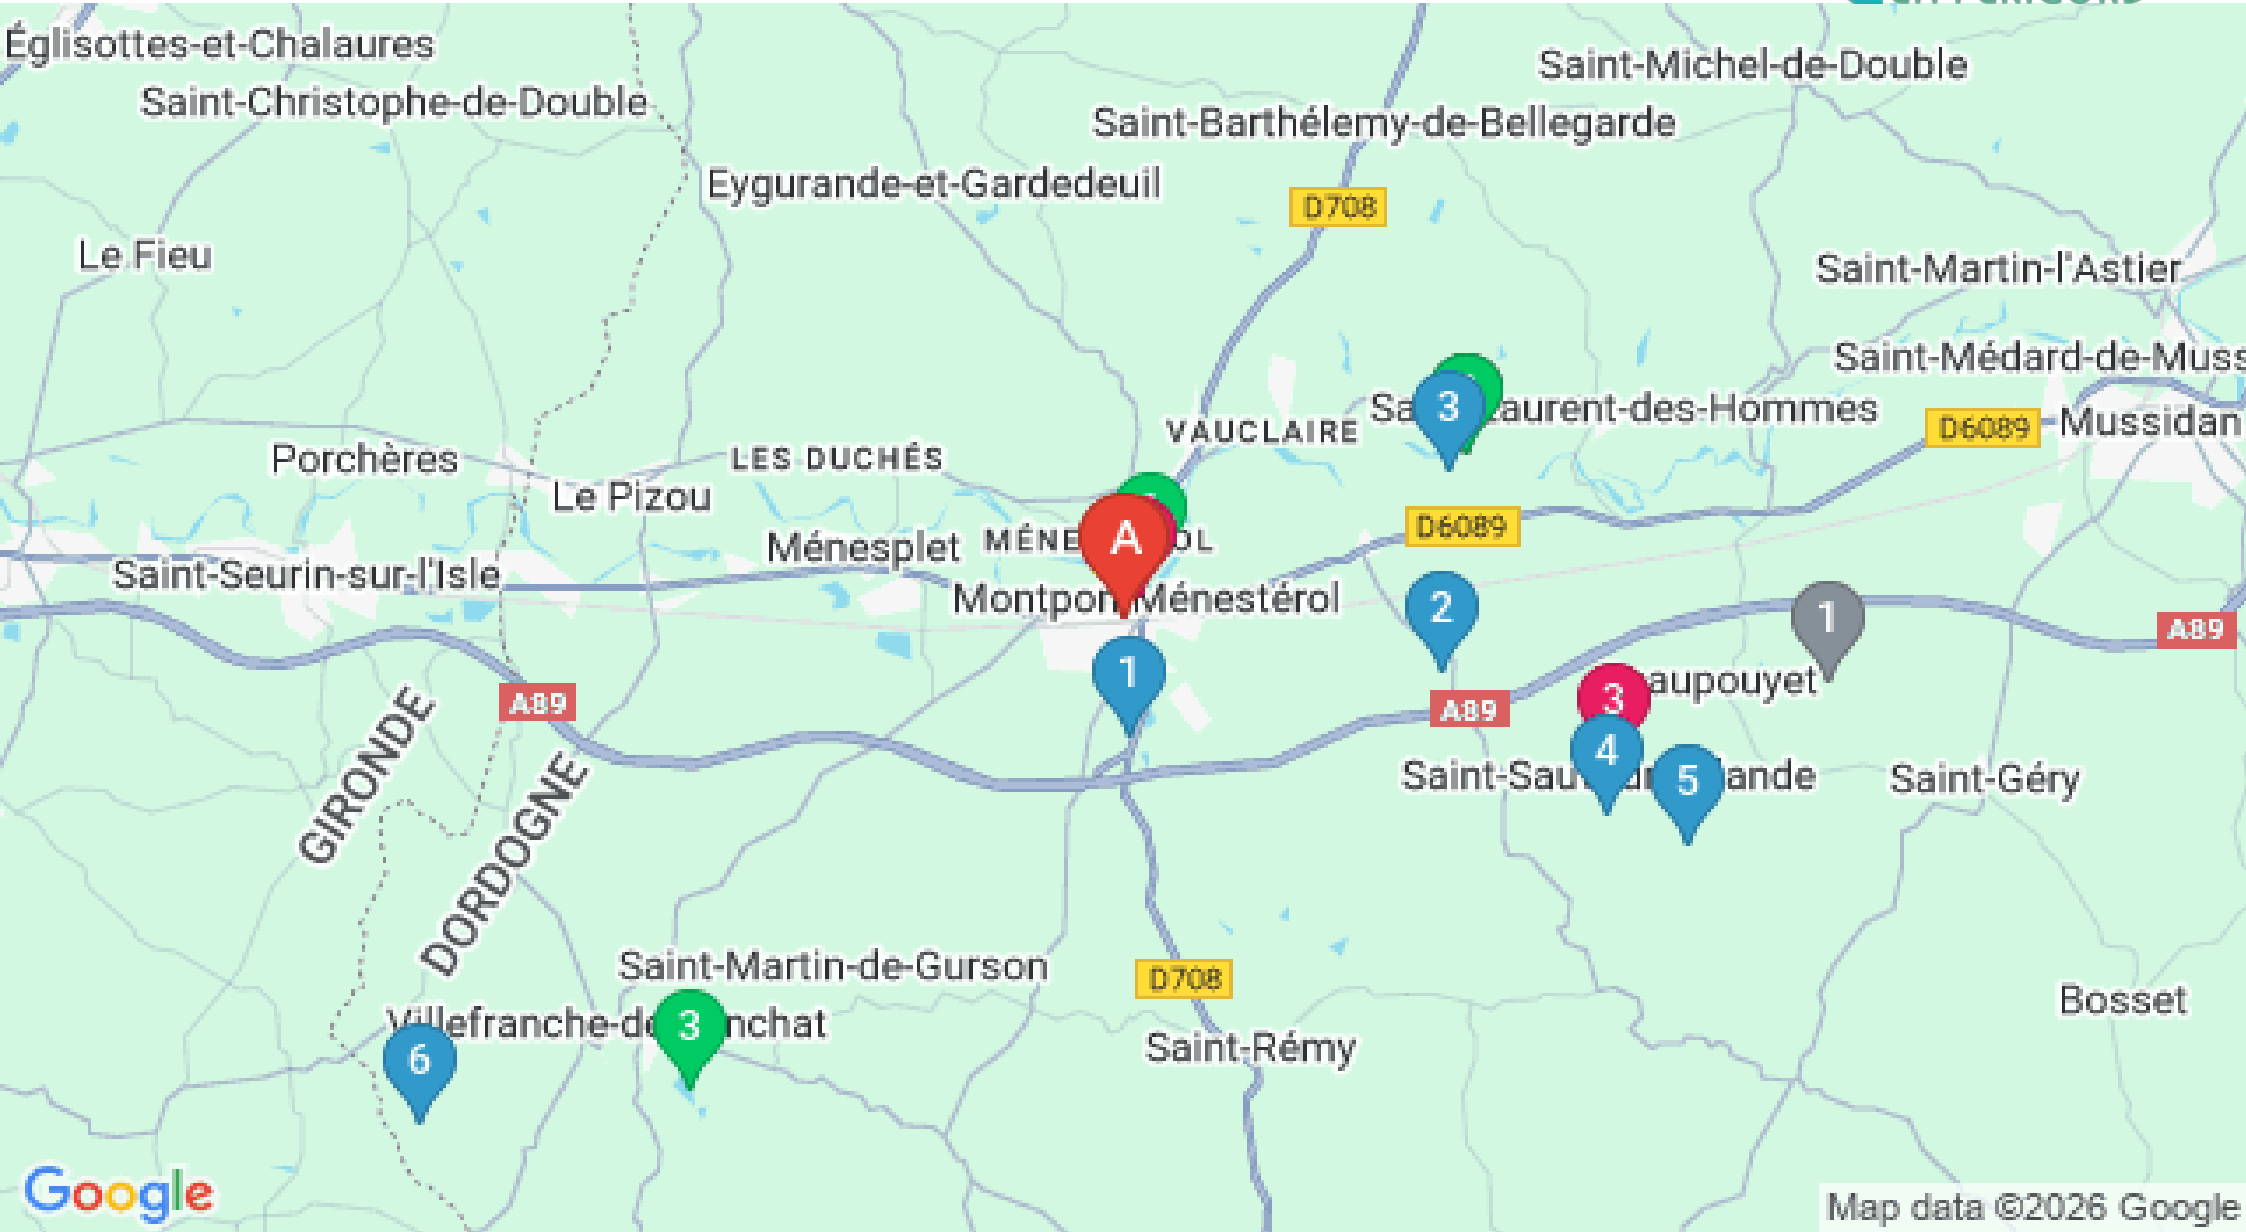 Églisottes-et-Chalaures
Saint-Michel-de-Double
Saint-Christophe-de-Double
Saint-Barthélemy-de-Bellegarde
Eygurande-et-Gardedeuil
D708
Le Fieu
Saint-Martin-l'Astier
Saint-Médard-de-Muss
3
Saint-Laurent-des-Hommes
VAUCLAIRE
D6089
Mussidan
Porchères
LES DUCHÉS
Le Pizou
D6089
A
Ménesplet
MÉNE OL
Saint-Seurin-sur-l'Isle
Montpon-Ménestérol
2
1
A89
1
aupouyet
3
A89
A89
GIRONDE
4
Saint-Sau ande
5
Saint-Géry
DORDOGNE
Saint-Martin-de-Gurson
D708
Bosset
Villefranche-de nchat
3
6
Saint-Rémy
Google
Map data ©2026 Google